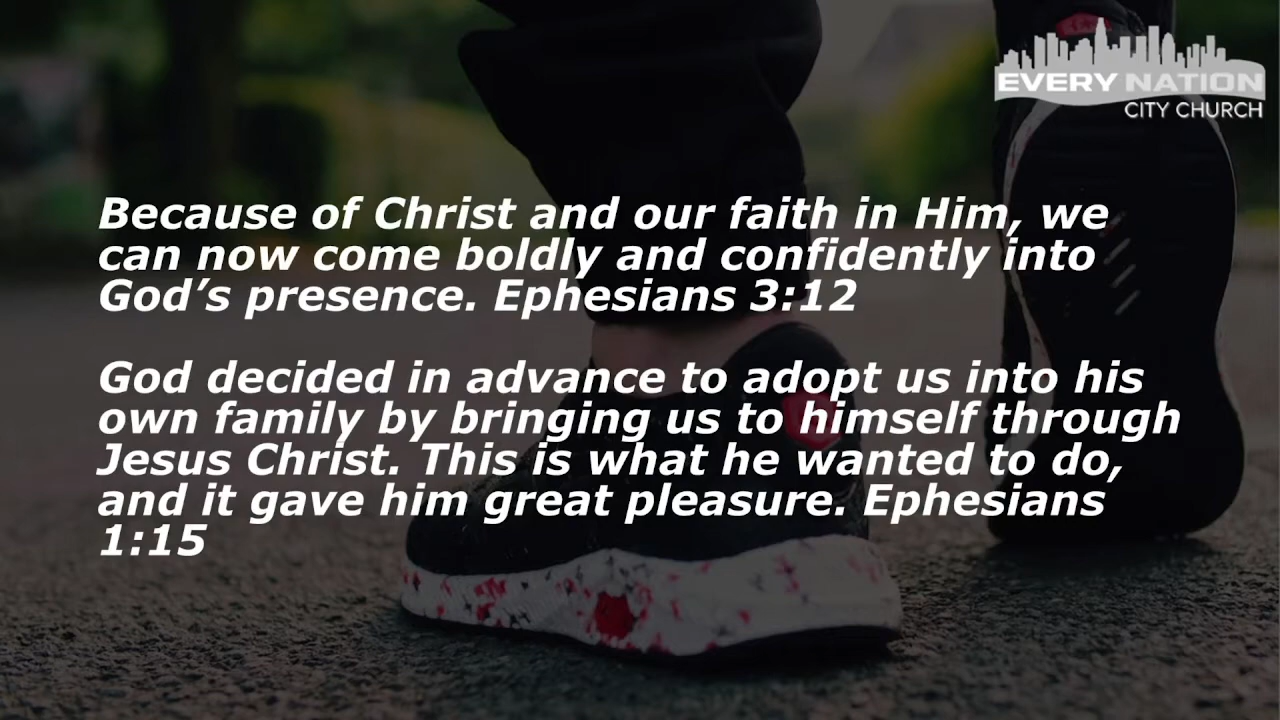 EVERY NATION
CITY CHURCH
Because of Christ and our faith in Him, we
can now come boldly and confidently into
God’s presence. Ephesians 3:12
God decided in advance to adopt us into his
own family by bringing us to himself through
Jesus Christ. This is what he wanted to do,
and it gave him great pleasure. Ephesians
1:15